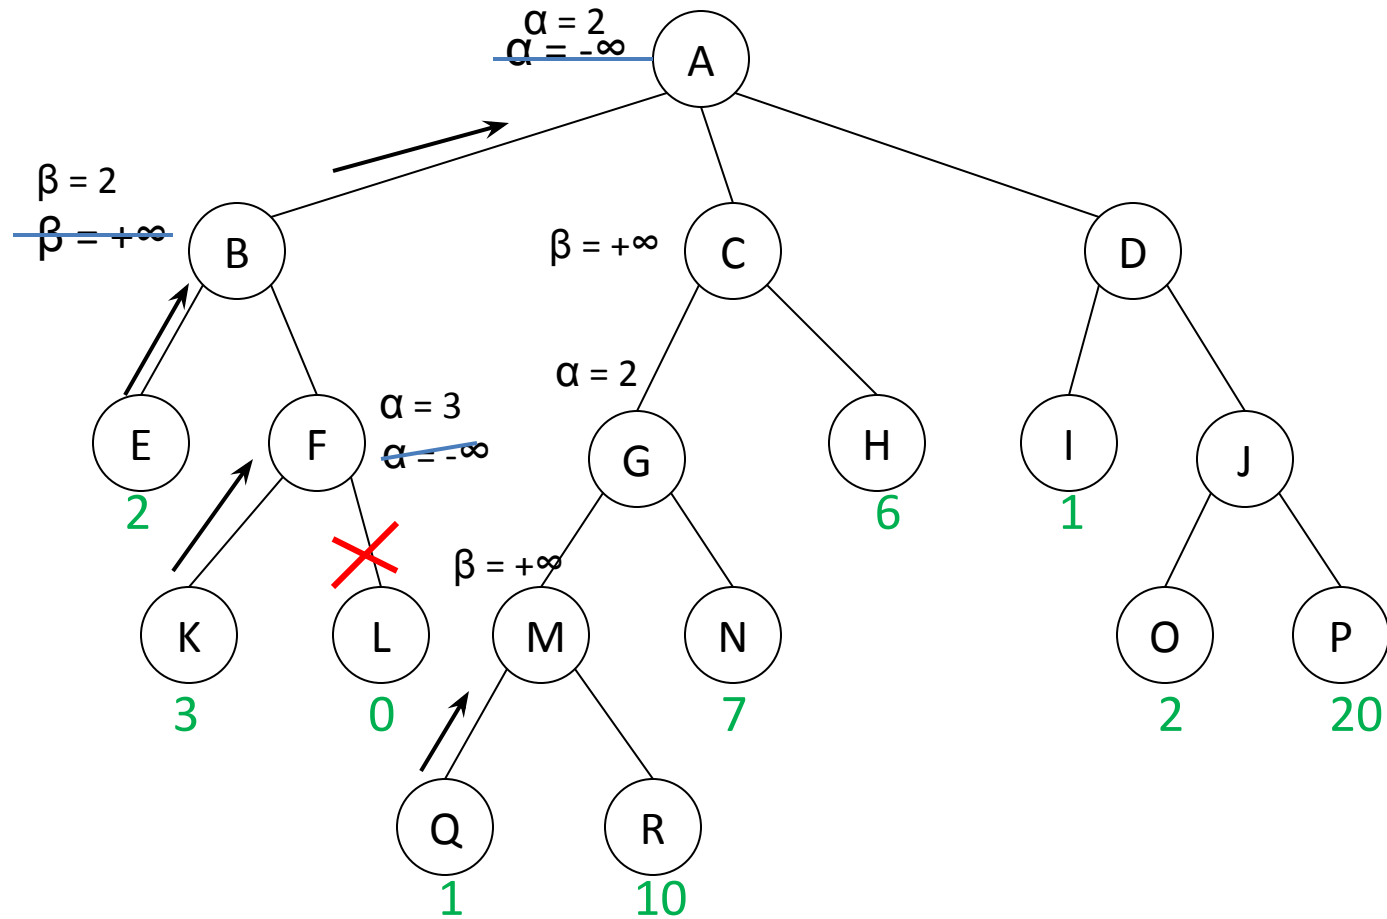 α = 2
α = -∞
A
β = 2
β = +∞
B
β = +∞
C
D
α = 2
α = 3
α = -∞
E
F
G
H
I
J
2
6
1
β = +∞
K
L
M
N
O
P
3
0
7
2
20
Q
R
1
10